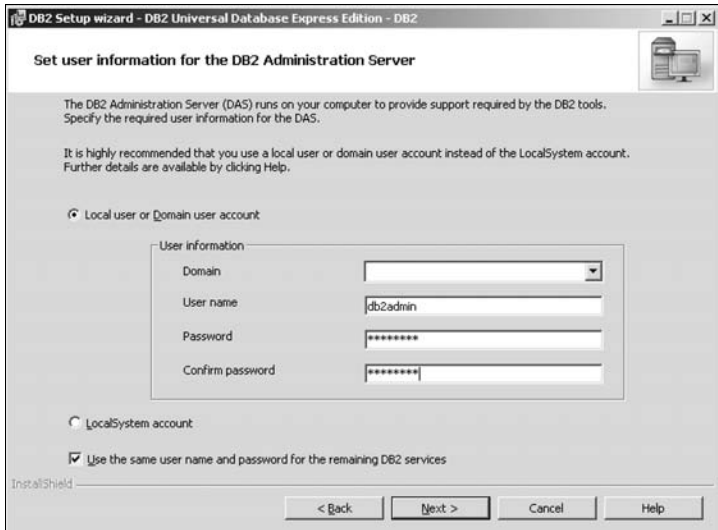 DB2 Setup wizard - DB2 Universal Database Express Edition - DB2
Set user information for the DB2 Administration Server
The DB2 Administration Server (DAS) runs on your computer to provide support required by the DB2 tools.
Specify the required user information for the DAS.
It is highly recommended that you use a local user or domain user account instead of the LocalSystem account.
Further details are available by clicking Help.
Local user or Domain user account
User information
Domain
User name
db2admin
Password
********
Confirm password
********
LocalSystem account
Use the same user name and password for the remaining DB2 services
InstallShield
< Back
Next >
Cancel
Help